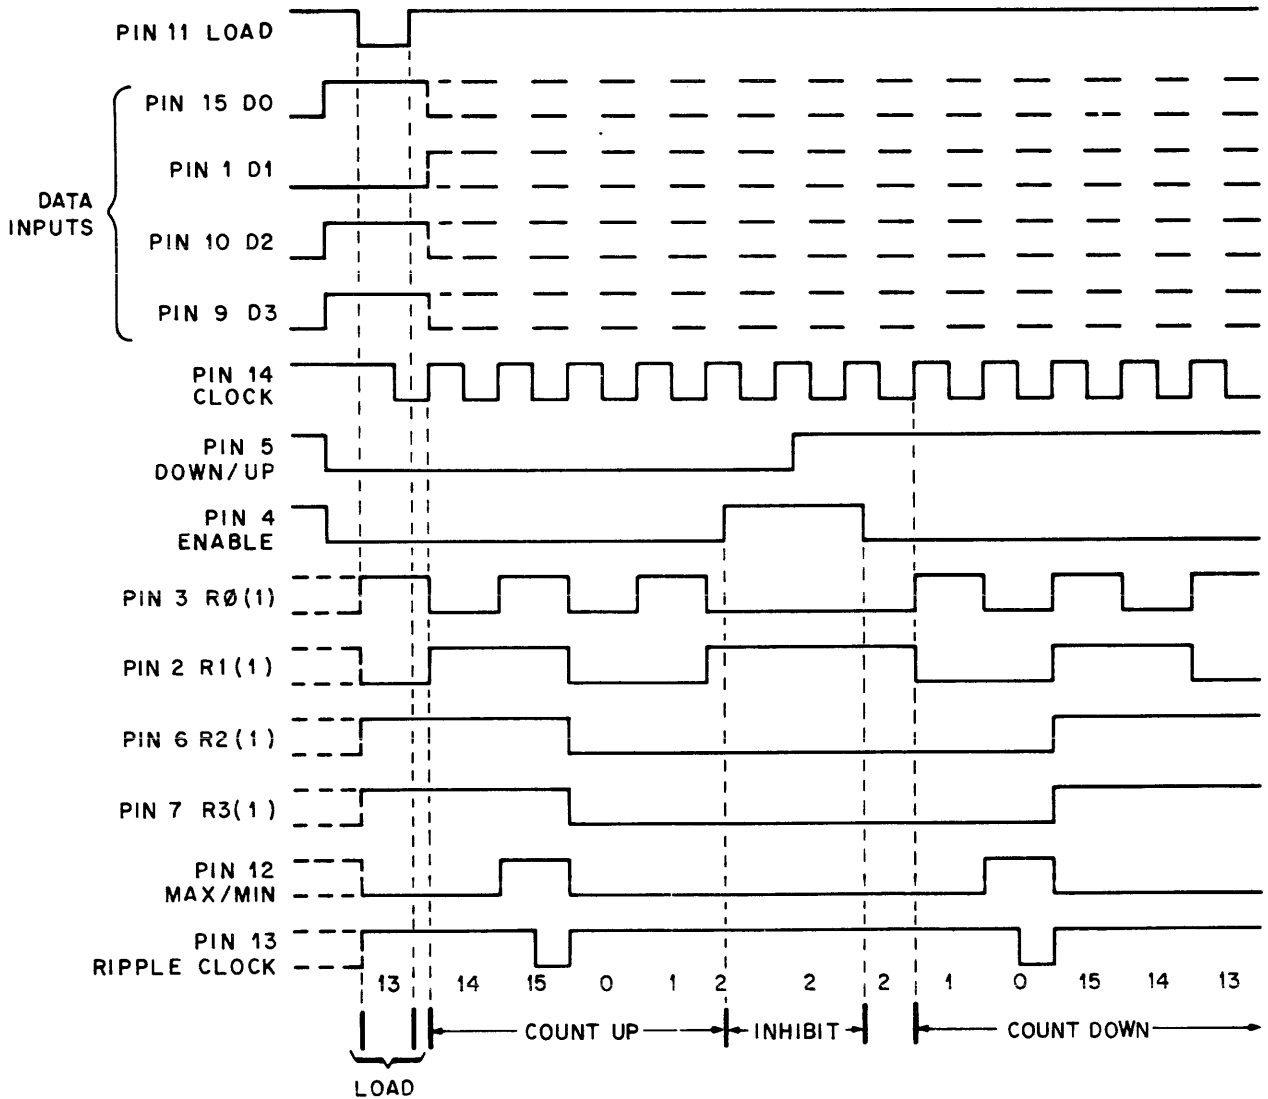 PIN 11 LOAD
DATA
INPUTS
PIN 15 D0
PIN 1 D1
PIN 10 D2
PIN 9 D3
PIN 14
CLOCK
PIN 5
DOWN/UP
PIN 4
ENABLE
PIN 3 RØ(1)
PIN 2 R1(1)
PIN 6 R2(1)
PIN 7 R3(1)
PIN 12
MAX/MIN
PIN 13
RIPPLE CLOCK
13 14 15 0 1 2 2 2 1 0 15 14 13
COUNT UP INHIBIT COUNT DOWN
LOAD